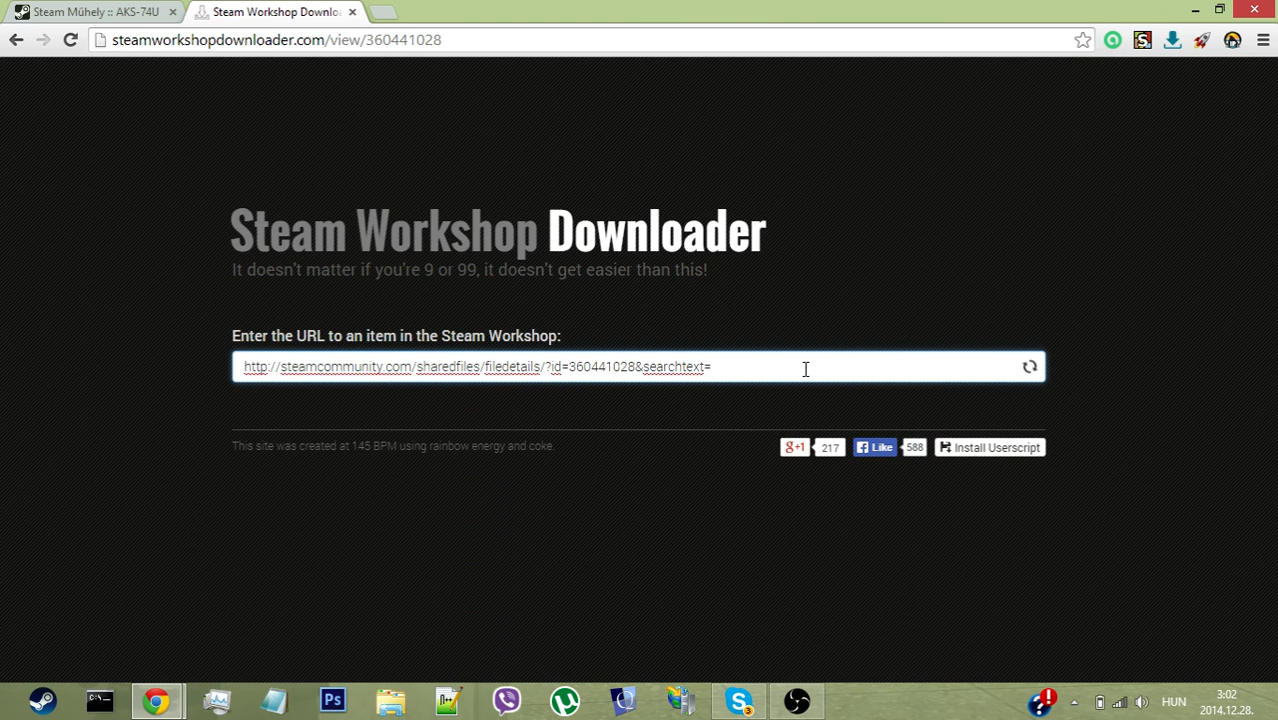 Steam Műhely :: AKS-74U
Steam Workshop Downlo
steamworkshopdownloader.com/view/360441028
Steam Workshop Downloader
It doesn't matter if you're 9 or 99, it doesn't get easier than this!
Enter the URL to an item in the Steam Workshop:
http://steamcommunity.com/sharedfiles/filedetails/?id=360441028&searchtext=
This site was created at 145 BPM using rainbow energy and coke.
g+1 217 Like 588 Install Userscript
C:\ Ps A++ 3 HUN 3:02
2014.12.28.